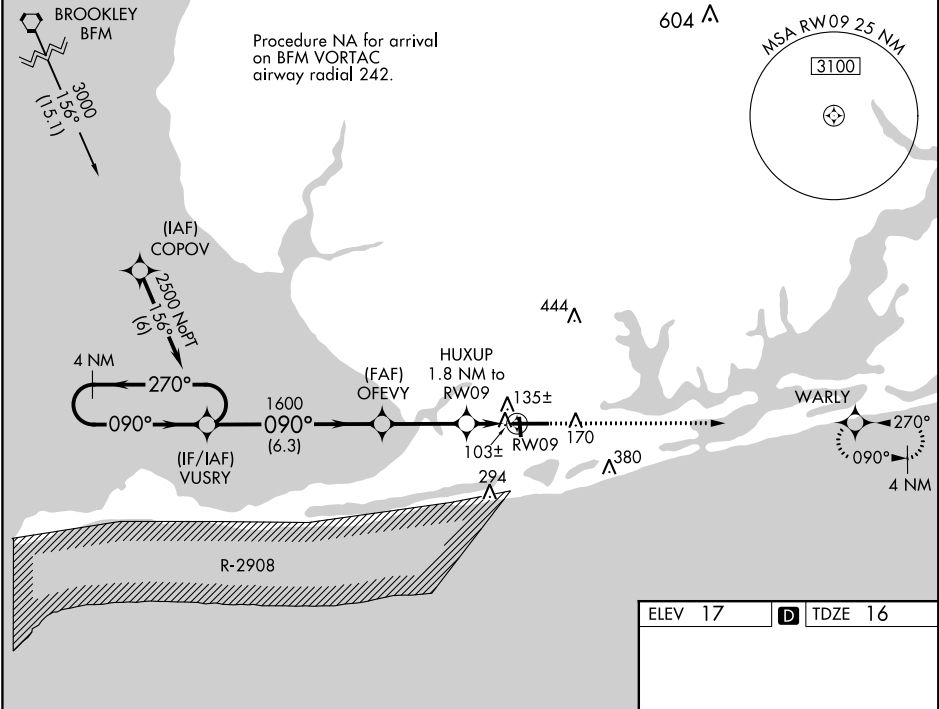 BROOKLEY
BFM
3000
156°
(15.1)
Procedure NA for arrival
on BFM VORTAC
airway radial 242.
604
MSA RW09 25 NM
3100
(IAF)
COPOV
2500 NoPT
156°
(6)
4 NM
270°
090°
(IF/IAF)
VUSRY
1600
090°
(6.3)
(FAF)
OFEVY
HUXUP
1.8 NM to
RW09
444
135±
103±
RW09
170
380
294
WARLY
270°
090°
4 NM
R-2908
ELEV 17 D TDZE 16